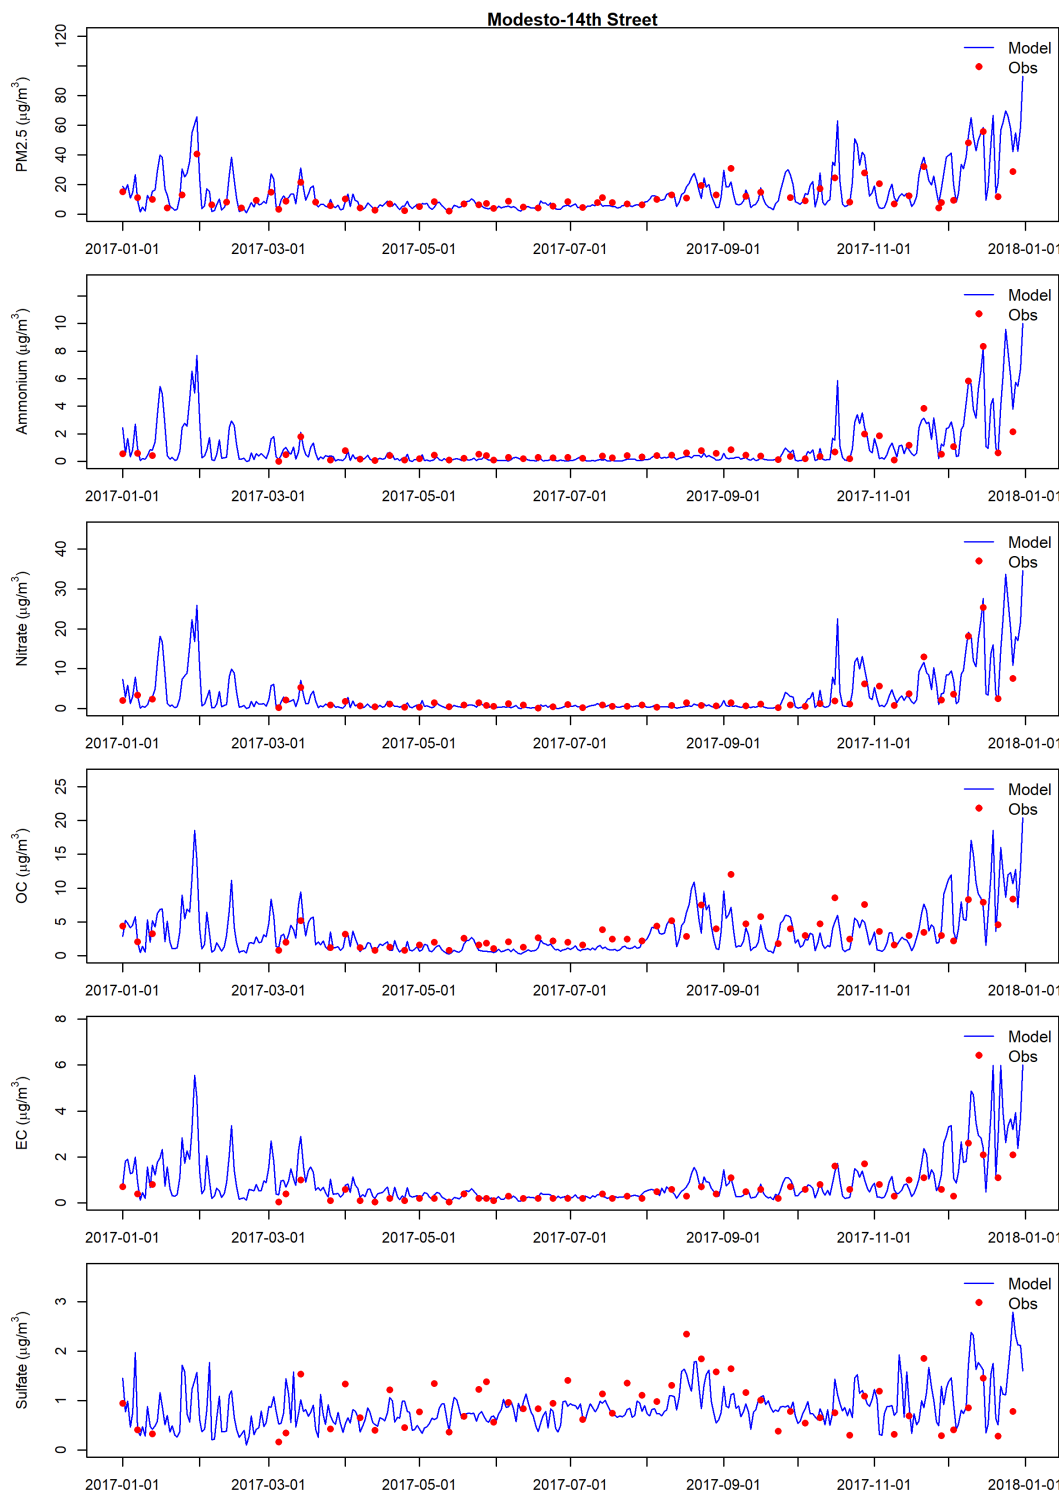 Modesto-14th Street
PM2.5 (μg/m³)
0 20 40 60 80 120
Model
Obs
2017-01-01 2017-03-01 2017-05-01 2017-07-01 2017-09-01 2017-11-01 2018-01-01
Ammonium (μg/m³)
0 2 4 6 8 10
Model
Obs
2017-01-01 2017-03-01 2017-05-01 2017-07-01 2017-09-01 2017-11-01 2018-01-01
Nitrate (μg/m³)
0 10 20 30 40
Model
Obs
2017-01-01 2017-03-01 2017-05-01 2017-07-01 2017-09-01 2017-11-01 2018-01-01
OC (μg/m³)
0 5 10 15 20 25
Model
Obs
2017-01-01 2017-03-01 2017-05-01 2017-07-01 2017-09-01 2017-11-01 2018-01-01
EC (μg/m³)
0 2 4 6 8
Model
Obs
2017-01-01 2017-03-01 2017-05-01 2017-07-01 2017-09-01 2017-11-01 2018-01-01
Sulfate (μg/m³)
0 1 2 3
Model
Obs
2017-01-01 2017-03-01 2017-05-01 2017-07-01 2017-09-01 2017-11-01 2018-01-01